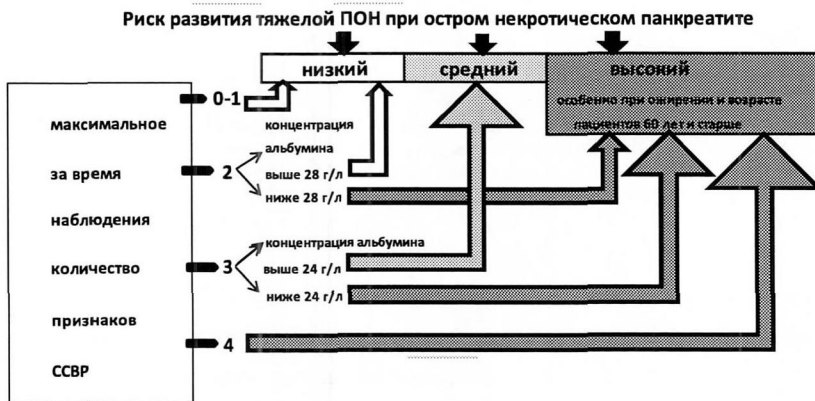 Риск развития тяжелой ПОН при остром некротическом панкреатите
низкий
средний
высокий
особенно при ожирении и возрасте
пациентов 60 лет и старше
максимальное
за время
наблюдения
количество
признаков
ССВР
0-1
концентрация
альбумина
2
выше 28 г/л
ниже 28 г/л
концентрация альбумина
3
выше 24 г/л
ниже 24 г/л
4